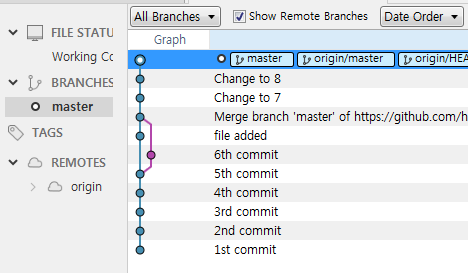 All Branches
Show Remote Branches
Date Order
FILE STATU
Working Co
BRANCHES
master
TAGS
REMOTES
origin
Graph
master origin/master origin/HEA
Change to 8
Change to 7
Merge branch 'master' of https://github.com/h
file added
6th commit
5th commit
4th commit
3rd commit
2nd commit
1st commit